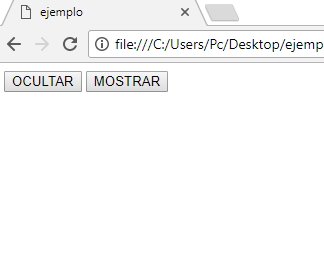 ejemplo
file:///C:/Users/Pc/Desktop/ejemp
OCULTAR MOSTRAR